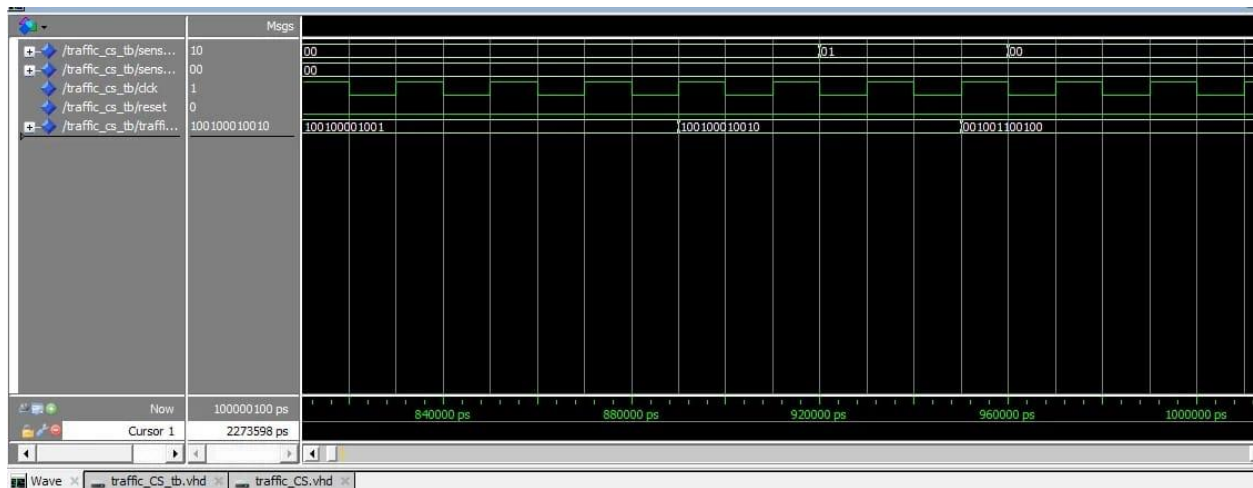 Msgs
/traffic_cs_tb/sens... 10 00 01 00
/traffic_cs_tb/sens... 00 00
/traffic_cs_tb/clck 1
/traffic_cs_tb/reset 0
/traffic_cs_tb/traffi... 100100010010 100100001001 100100010010 001001100100
Now 100000100 ps 840000 ps 880000 ps 920000 ps 960000 ps 1000000 ps
Cursor 1 2273598 ps
Wave traffic_CS_tb.vhd traffic_CS.vhd